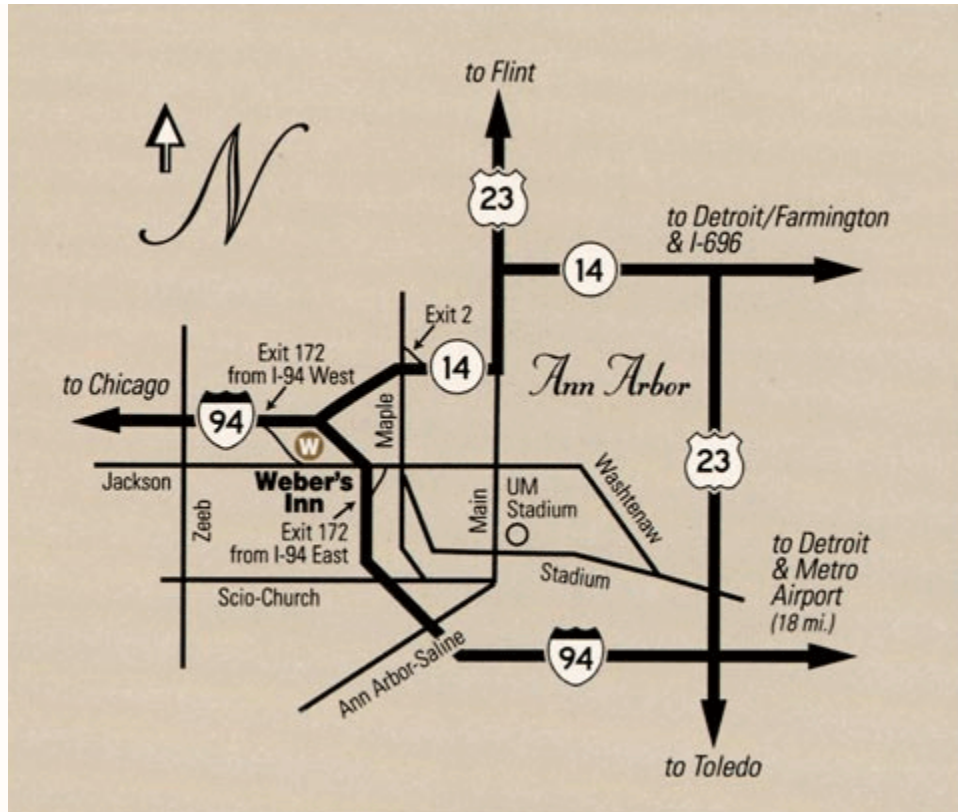 to Flint
N
23
to Detroit/Farmington
& I-696
14
Exit 2
Exit 172
from I-94 West
14
Ann Arbor
to Chicago
94
Maple
W
23
Jackson
Weber's
Inn
Zeeb
Exit 172
from I-94 East
Main
UM
Stadium
Washtenaw
Stadium
to Detroit
& Metro
Airport
(18 mi.)
Scio-Church
94
Ann Arbor-Saline
to Toledo